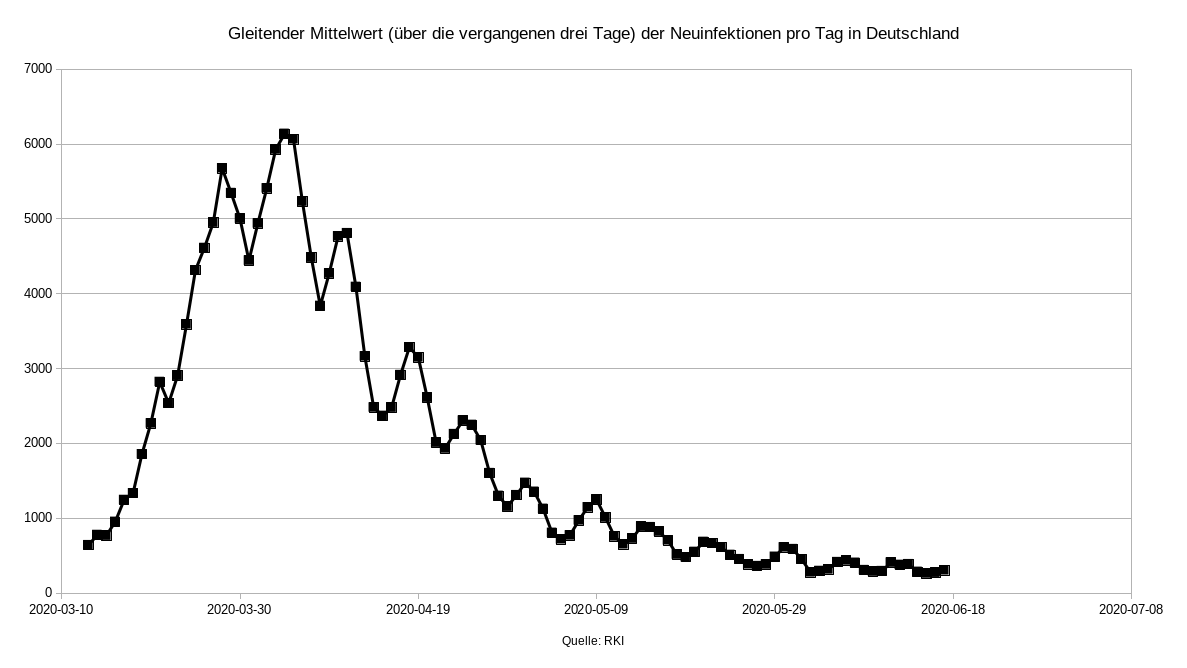 Gleitender Mittelwert (über die vergangenen drei Tage) der Neuinfektionen pro Tag in Deutschland
7000
6000
5000
4000
3000
2000
1000
0
2020-03-10 2020-03-30 2020-04-19 2020-05-09 2020-05-29 2020-06-18 2020-07-08
Quelle: RKI